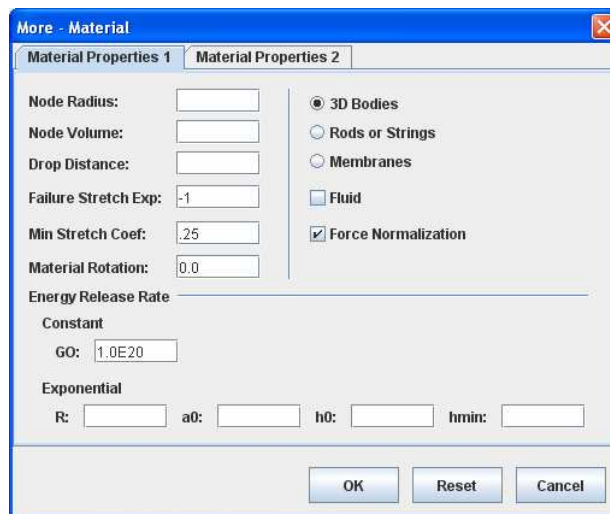 More - Material
Material Properties 1
Material Properties 2
Node Radius:
Node Volume:
Drop Distance:
Failure Stretch Exp: -1
Min Stretch Coef: .25
Material Rotation: 0.0
3D Bodies
Rods or Strings
Membranes
Fluid
Force Normalization
Energy Release Rate
Constant
GO: 1.0E20
Exponential
R: a0: h0: hmin:
OK Reset Cancel